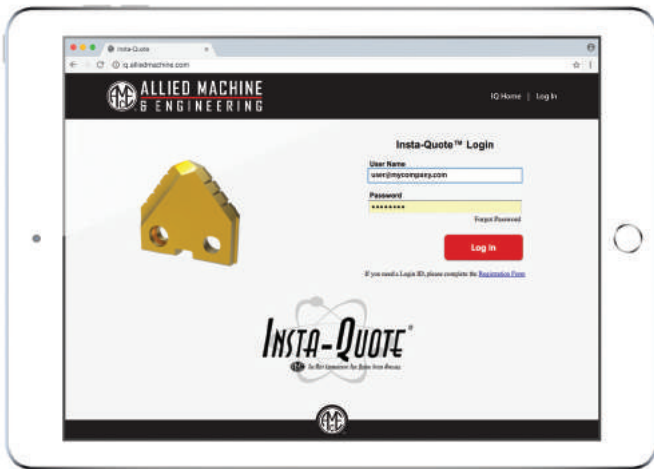 Insta-Quote
iq.alliedmachine.com
ALLIED MACHINE
& ENGINEERING
IQ Home | Log In
Insta-Quote™ Login
User Name
user@mycompany.com
Password
Forgot Password
Log In
If you need a Login ID, please complete the Registration Form
INSTA-QUOTE®